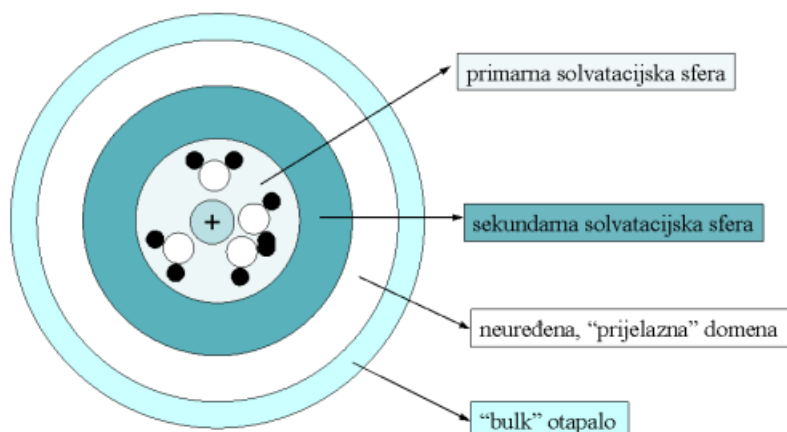 primarna solvatacijska sfera
+
sekundarna solvatacijska sfera
neuređena, “prijelazna” domena
“bulk” otapalo